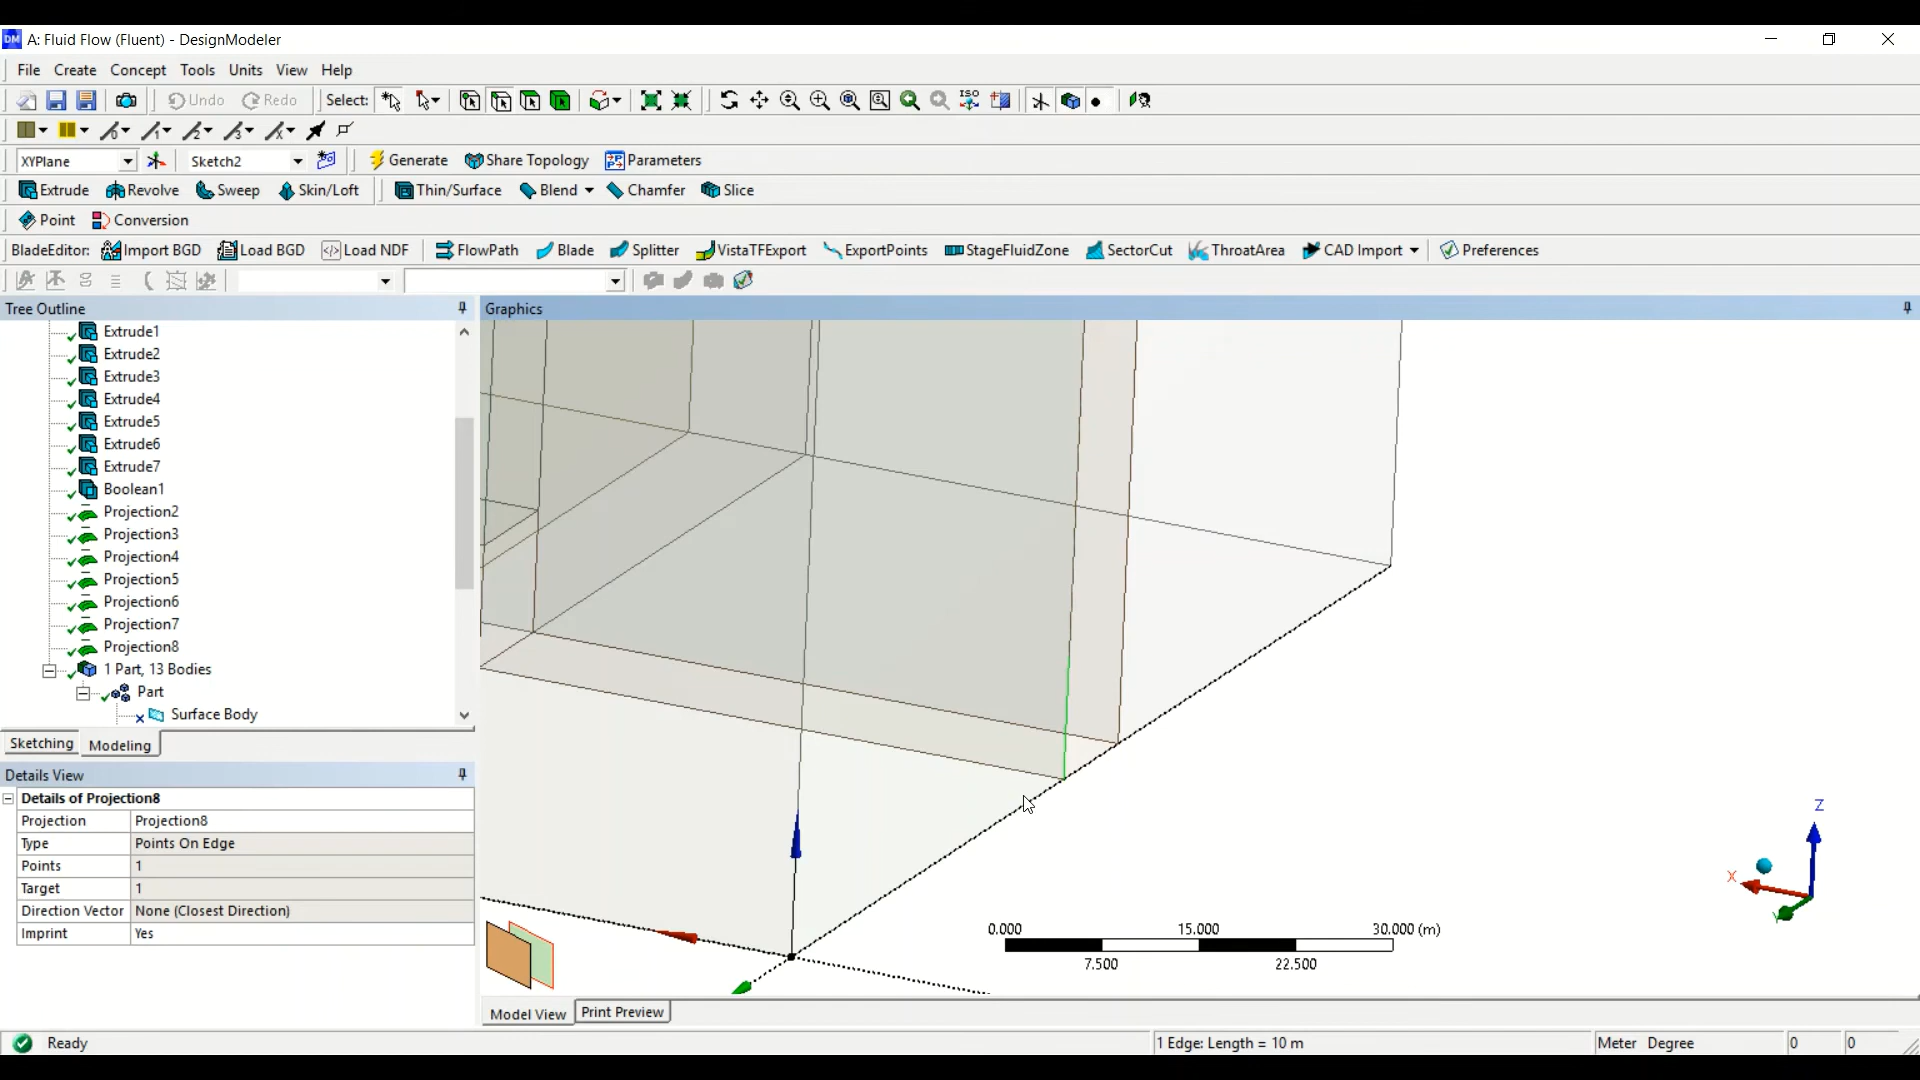 DM A: Fluid Flow (Fluent) - DesignModeler
File Create Concept Tools Units View Help
Undo Redo Select: ISO
XYPlane Sketch2 Generate Share Topology Parameters
Extrude Revolve Sweep Skin/Loft Thin/Surface Blend Chamfer Slice
Point Conversion
BladeEditor: Import BGD Load BGD Load NDF FlowPath Blade Splitter VistaTFExport ExportPoints StageFluidZone SectorCut ThroatArea CAD Import Preferences
Tree Outline
Extrude1
Extrude2
Extrude3
Extrude4
Extrude5
Extrude6
Extrude7
Boolean1
Projection2
Projection3
Projection4
Projection5
Projection6
Projection7
Projection8
1 Part, 13 Bodies
Part
Surface Body
Sketching Modeling
Details View
Details of Projection8
Projection Projection8
Type Points On Edge
Points 1
Target 1
Direction Vector None (Closest Direction)
Imprint Yes
Graphics
Z
X
Y
0.000 15.000 30.000 (m)
7.500 22.500
Model View Print Preview
Ready 1 Edge: Length = 10 m Meter Degree 0 0